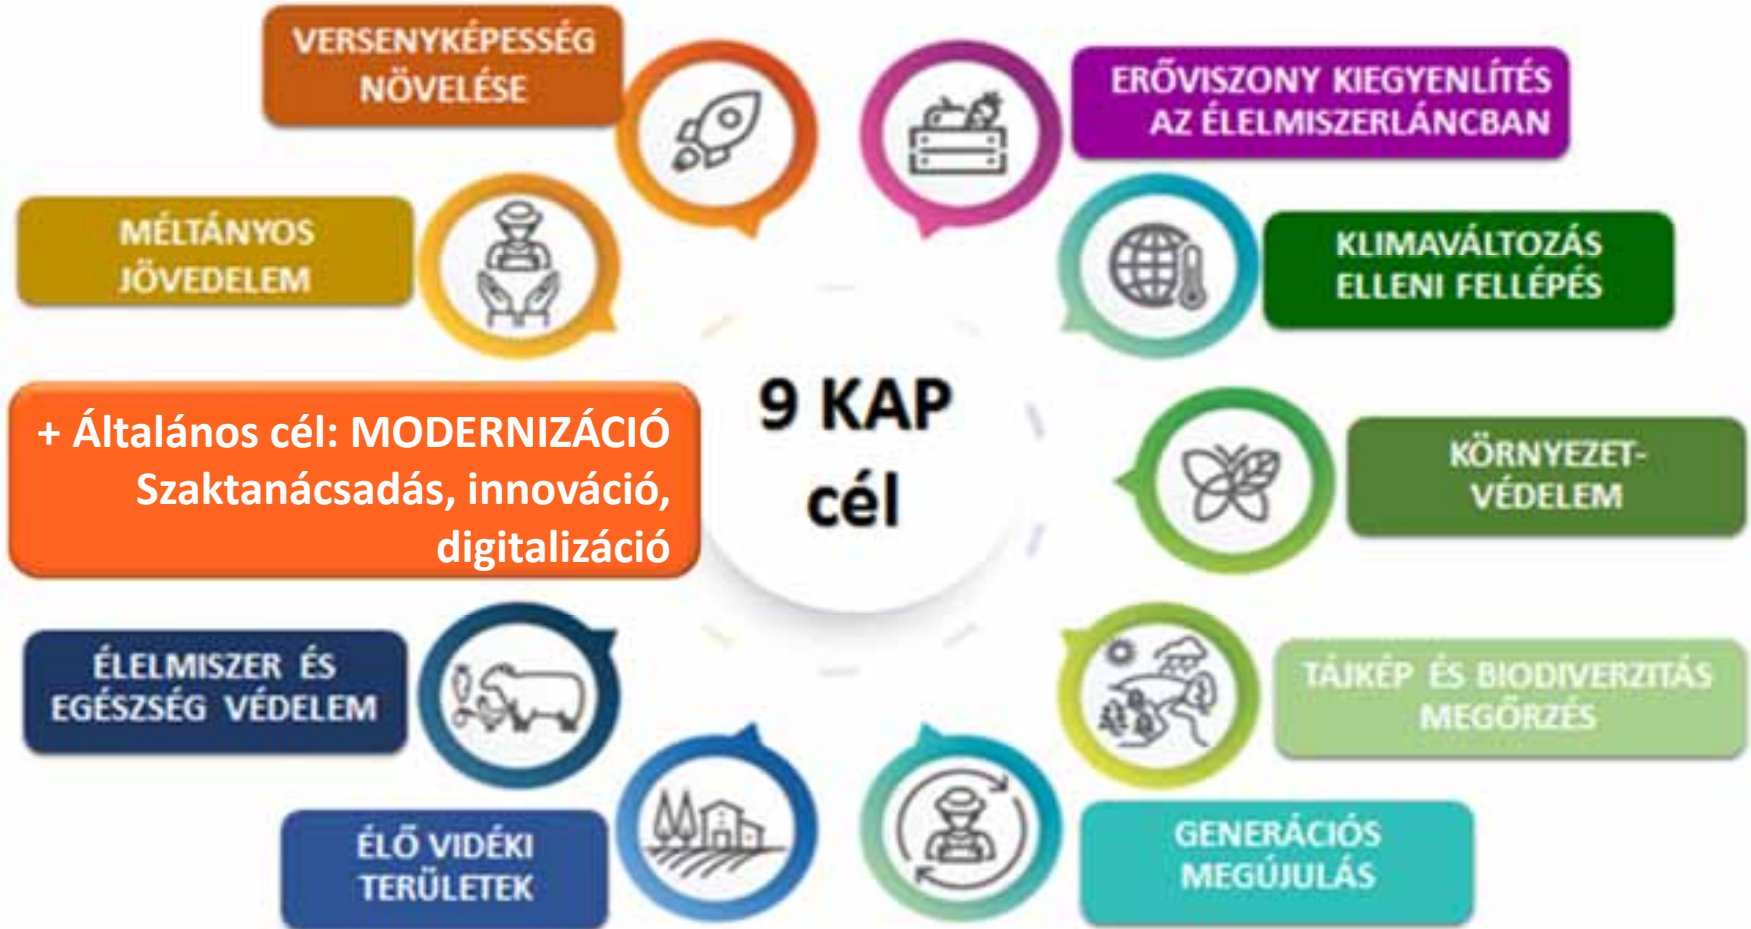 VERSENYKÉPESSÉG
NÖVELÉSE
ERŐVISZONY KIEGYENLÍTÉS
AZ ÉLELMISZERLÁNCBAN
MÉLTÁNYOS
JÖVEDELEM
KLIMAVÁLTOZÁS
ELLENI FELLÉPÉS
+ Általános cél: MODERNIZÁCIÓ
Szaktanácsadás, innováció,
digitalizáció
9 KAP
cél
KÖRNYEZET-
VÉDELEM
ÉLELMISZER ÉS
EGÉSZSÉG VÉDELEM
TÁJKÉP ÉS BIODIVERZITÁS
MEGŐRZÉS
ÉLŐ VIDÉKI
TERÜLETEK
GENERÁCIÓS
MEGÚJULÁS